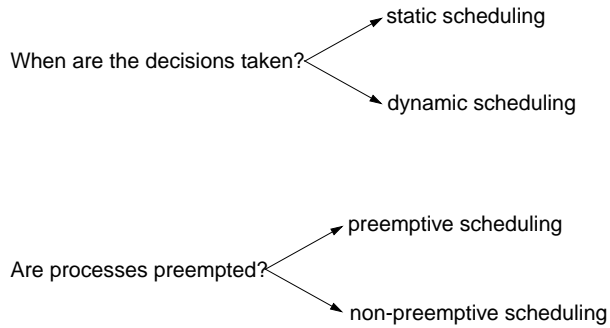 static scheduling
When are the decisions taken?
dynamic scheduling
preemptive scheduling
Are processes preempted?
non-preemptive scheduling